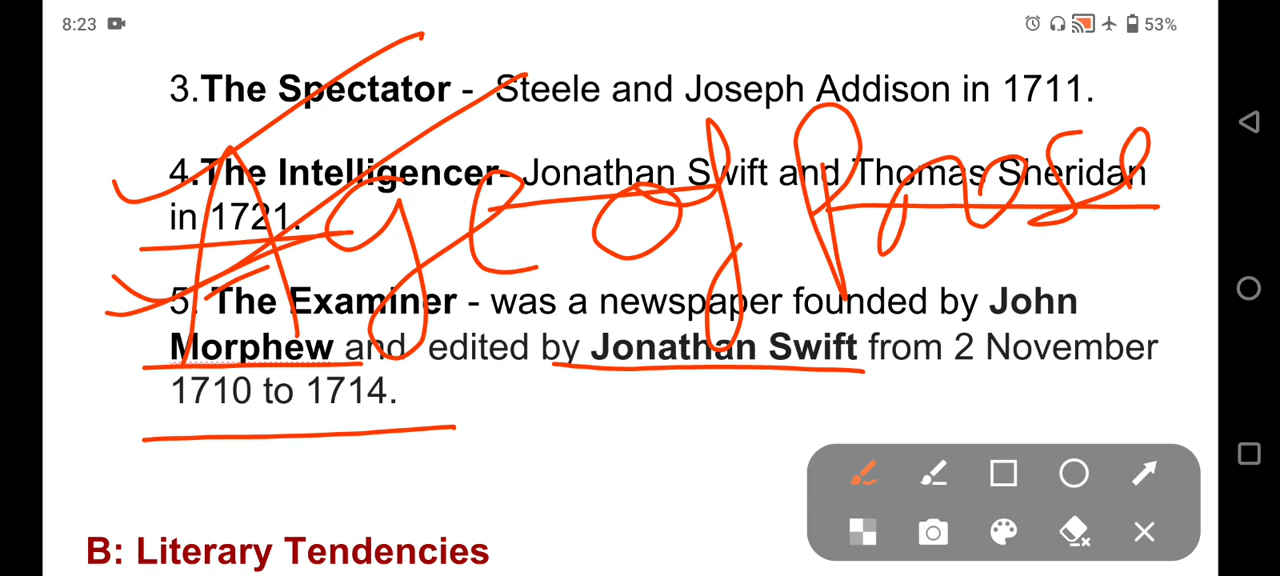 8:23
53%
3.The Spectator - Steele and Joseph Addison in 1711.
4.The Intelligencer- Jonathan Swift and Thomas Sheridan
in 1721.
Age of Prose
5. The Examiner - was a newspaper founded by John
Morphew and edited by Jonathan Swift from 2 November
1710 to 1714.
B: Literary Tendencies